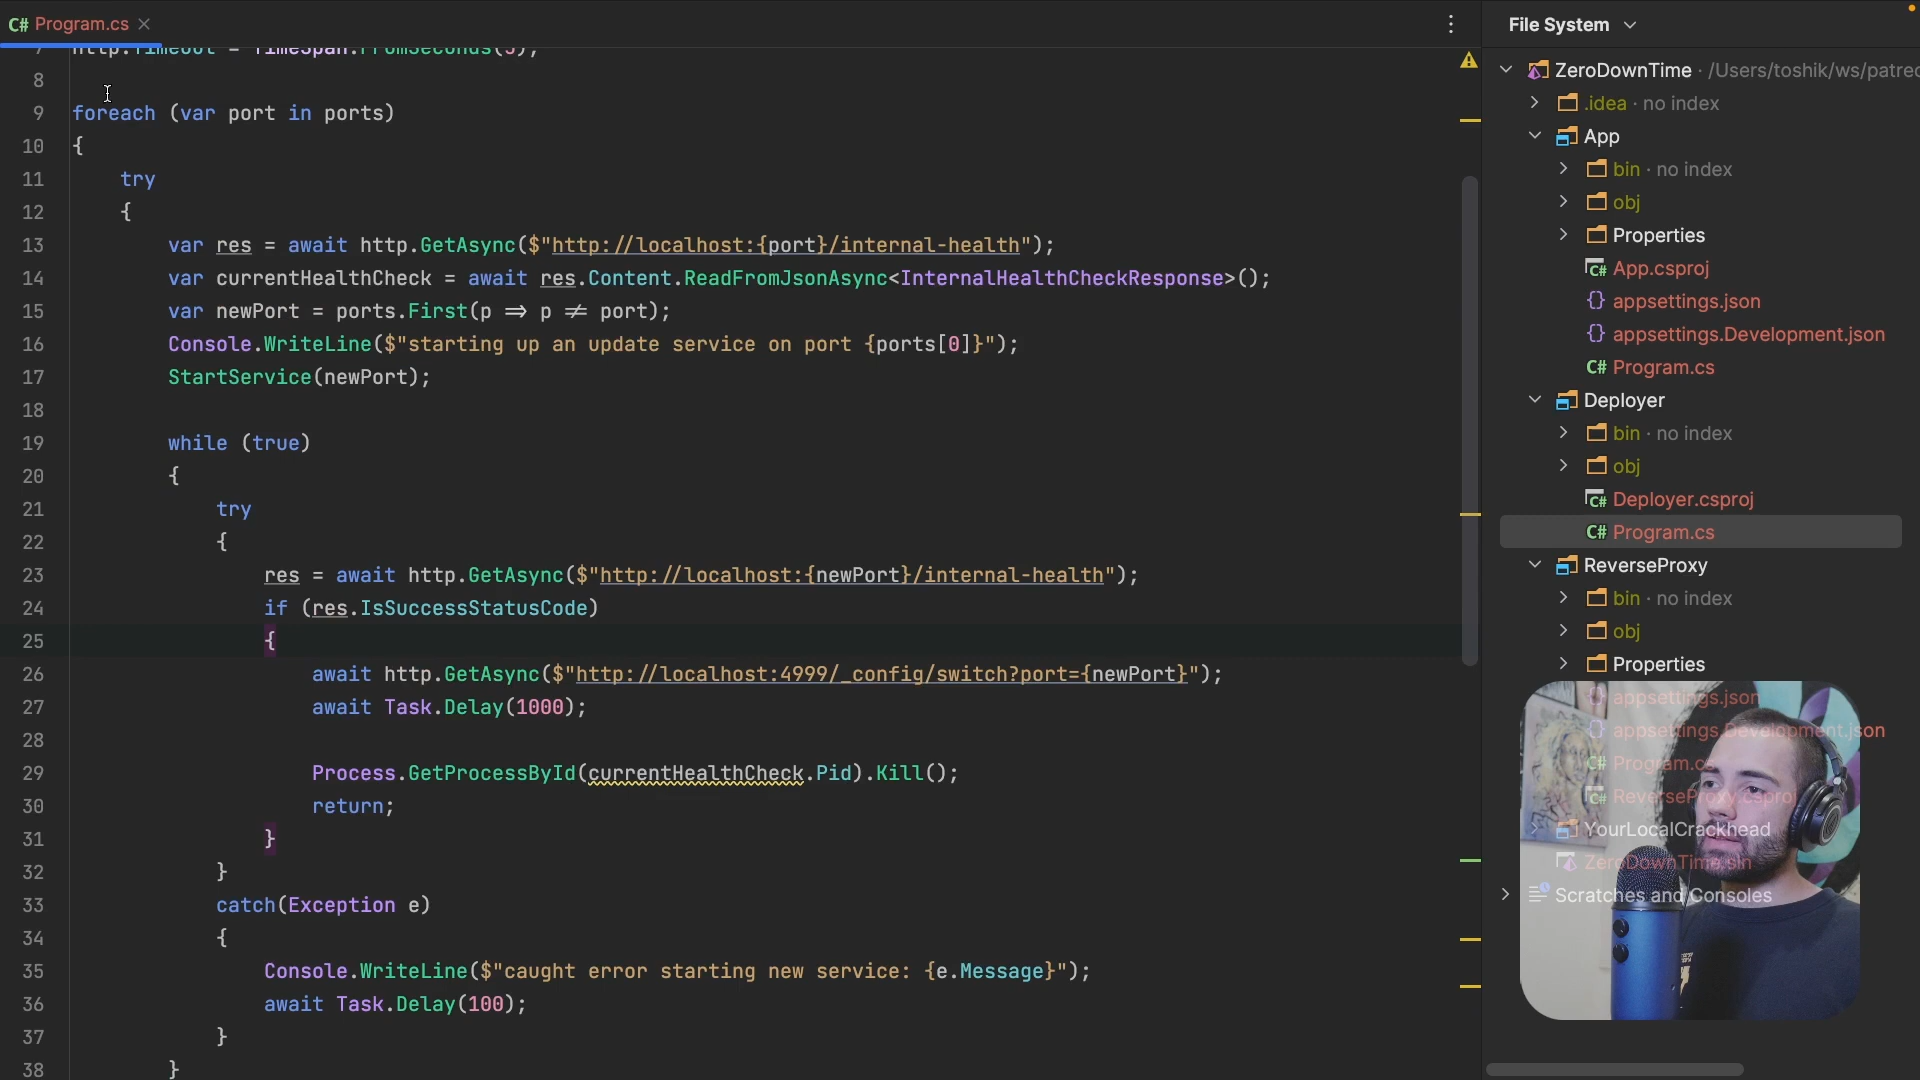 C# Program.cs
7 http.Timeout = TimeSpan.FromSeconds(5);
8
9 foreach (var port in ports)
10 {
11 try
12 {
13 var res = await http.GetAsync($"http://localhost:{port}/internal-health");
14 var currentHealthCheck = await res.Content.ReadFromJsonAsync<InternalHealthCheckResponse>();
15 var newPort = ports.First(p => p != port);
16 Console.WriteLine($"starting up an update service on port {ports[0]}");
17 StartService(newPort);
18
19 while (true)
20 {
21 try
22 {
23 res = await http.GetAsync($"http://localhost:{newPort}/internal-health");
24 if (res.IsSuccessStatusCode)
25 {
26 await http.GetAsync($"http://localhost:4999/_config/switch?port={newPort}");
27 await Task.Delay(1000);
28
29 Process.GetProcessById(currentHealthCheck.Pid).Kill();
30 return;
31 }
32 }
33 catch(Exception e)
34 {
35 Console.WriteLine($"caught error starting new service: {e.Message}");
36 await Task.Delay(100);
37 }
38 }
File System
ZeroDownTime · /Users/toshik/ws/patreo
.idea · no index
App
bin · no index
obj
Properties
C# App.csproj
{} appsettings.json
{} appsettings.Development.json
C# Program.cs
Deployer
bin · no index
obj
C# Deployer.csproj
C# Program.cs
ReverseProxy
bin · no index
obj
Properties
{} appsettings.json
{} appsettings.Development.json
C# Program.cs
C# ReverseProxy.csproj
YourLocalCrackhead
ZeroDownTime.sln
Scratches and Consoles